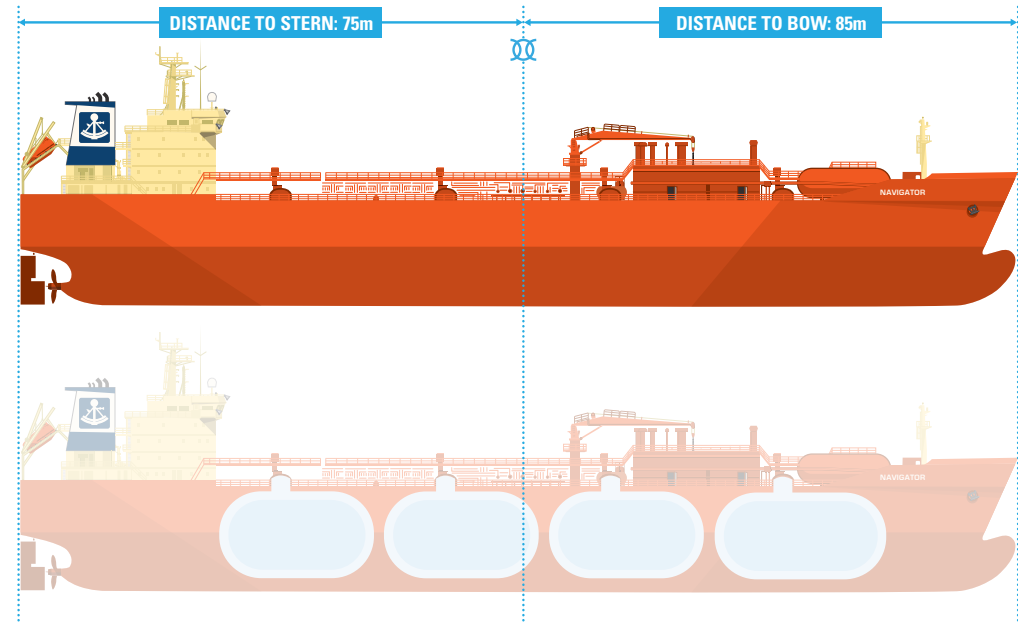 DISTANCE TO STERN: 75m
DISTANCE TO BOW: 85m
NAVIGATOR
NAVIGATOR